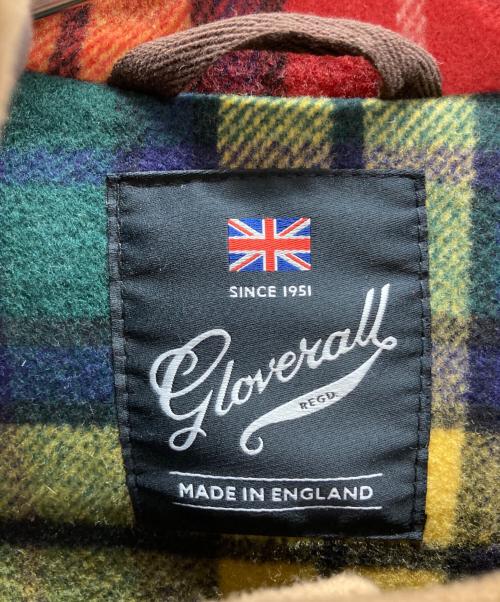 SINCE 1951
Gloverall
REGD.
MADE IN ENGLAND